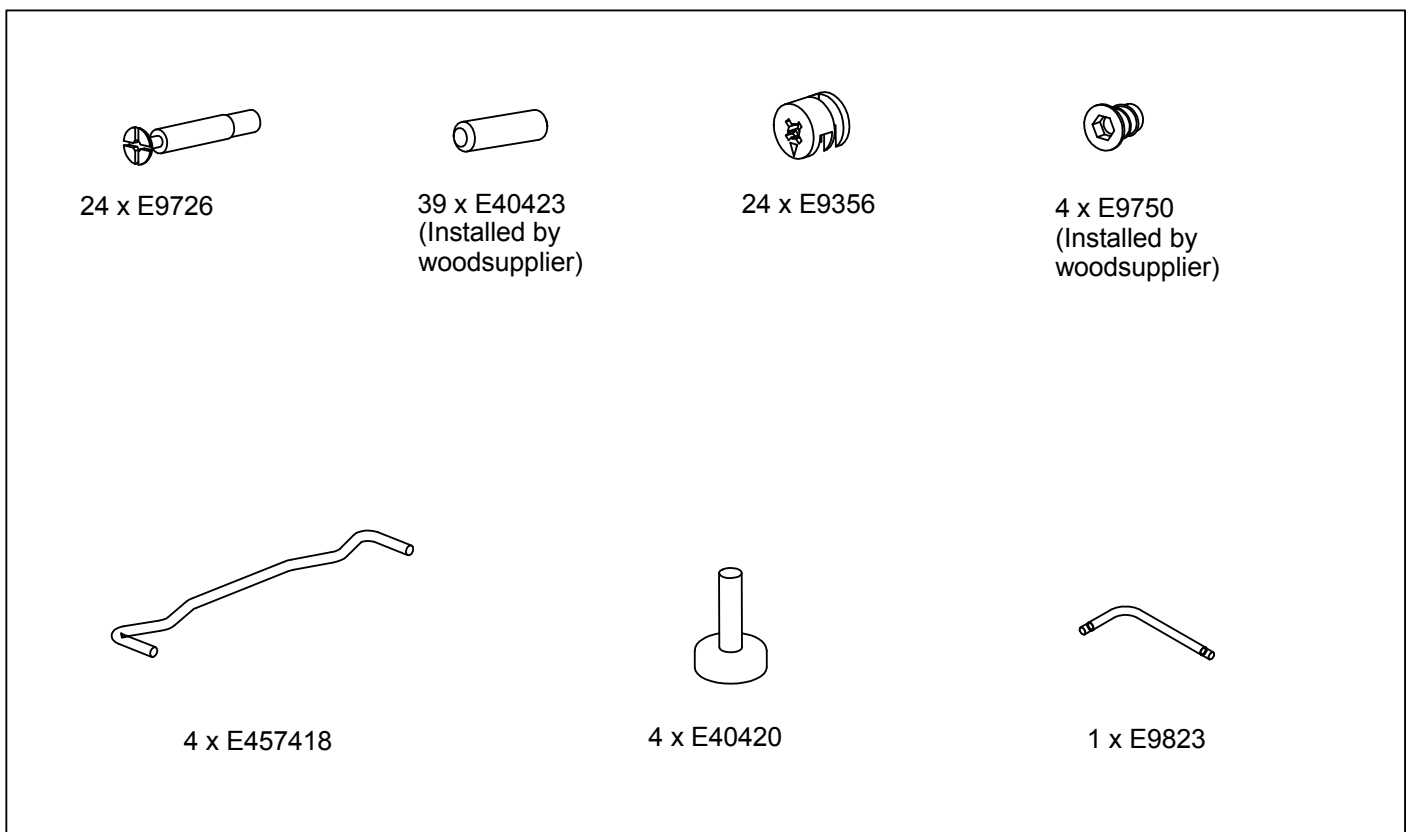 24 x E9726
39 x E40423
(Installed by
woodsupplier)
24 x E9356
4 x E9750
(Installed by
woodsupplier)
4 x E457418
4 x E40420
1 x E9823